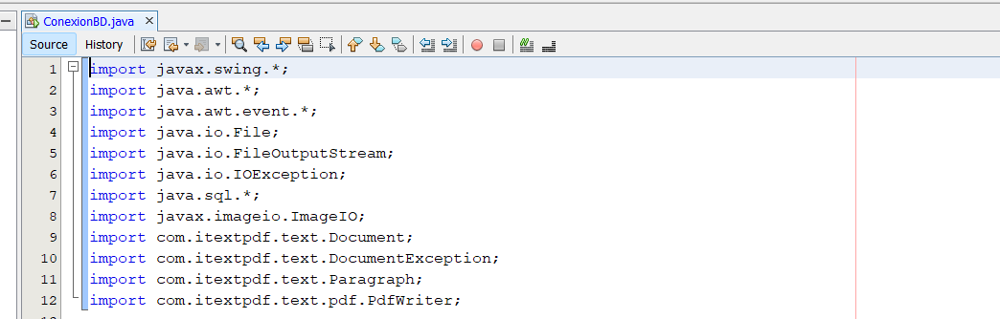 ConexionBD.java
Source History
1 import javax.swing.*;
2 import java.awt.*;
3 import java.awt.event.*;
4 import java.io.File;
5 import java.io.FileOutputStream;
6 import java.io.IOException;
7 import java.sql.*;
8 import javax.imageio.ImageIO;
9 import com.itextpdf.text.Document;
10 import com.itextpdf.text.DocumentException;
11 import com.itextpdf.text.Paragraph;
12 import com.itextpdf.text.pdf.PdfWriter;